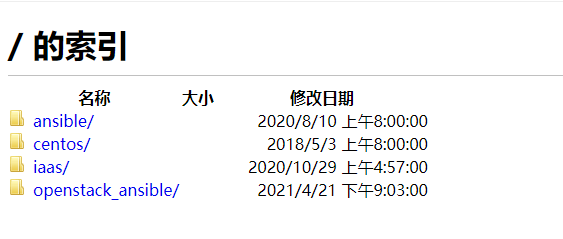 / 的索引
名称 大小 修改日期
ansible/ 2020/8/10 上午8:00:00
centos/ 2018/5/3 上午8:00:00
iaas/ 2020/10/29 上午4:57:00
openstack_ansible/ 2021/4/21 下午9:03:00